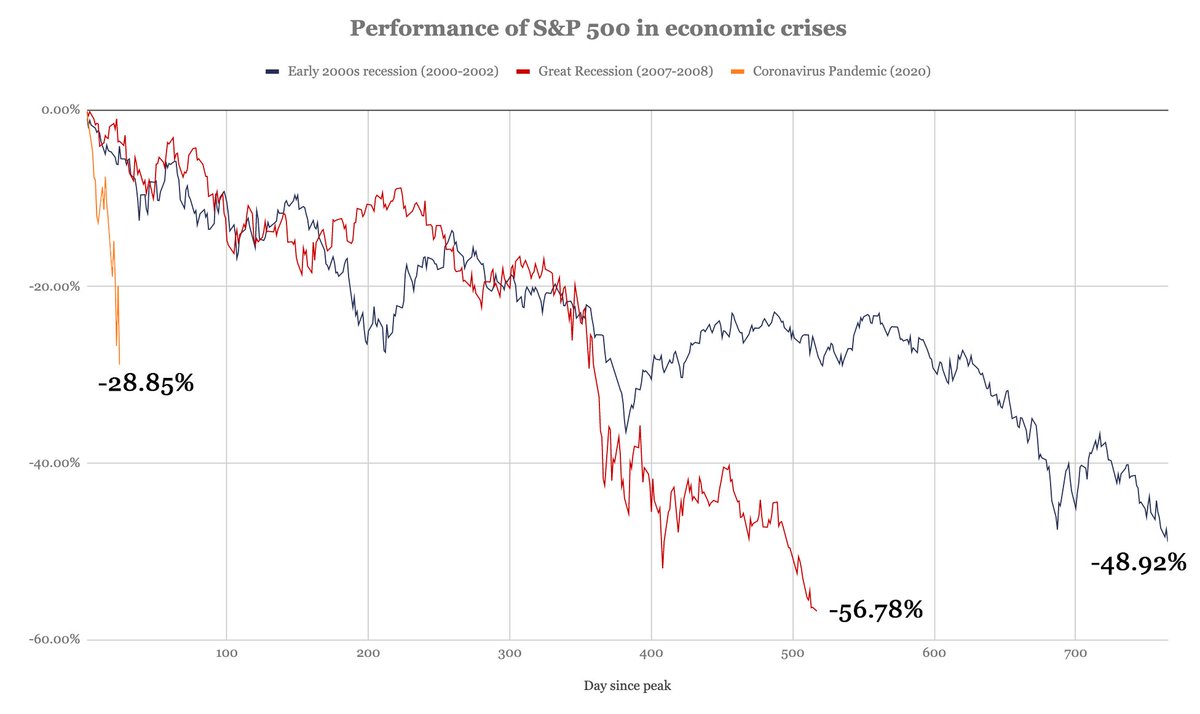 Performance of S&P 500 in economic crises
Early 2000s recession (2000-2002) Great Recession (2007-2008) Coronavirus Pandemic (2020)
0.00%
-20.00%
-28.85%
-40.00%
-48.92%
-56.78%
-60.00%
100 200 300 400 500 600 700
Day since peak